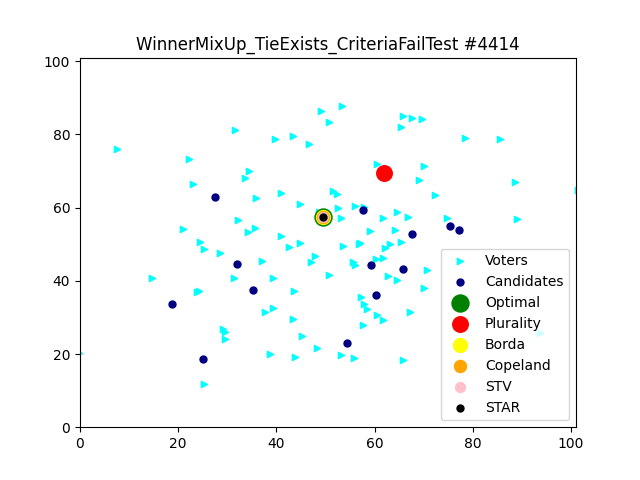 WinnerMixUp_TieExists_CriteriaFailTest #4414
100
80
60
40
20
0
0 20 40 60 80 100
Voters
Candidates
Optimal
Plurality
Borda
Copeland
STV
STAR